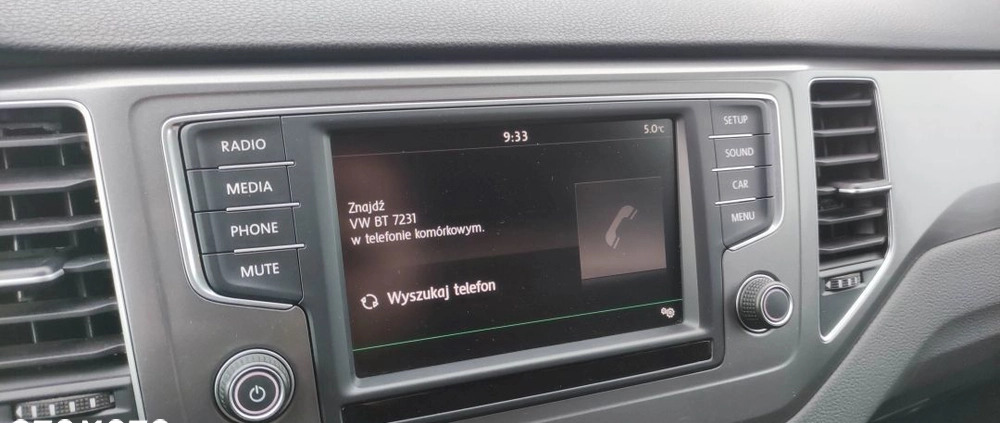 RADIO
MEDIA
PHONE
MUTE
9:33
5.0°C
Znajdź
VW BT 7231
w telefonie komórkowym.
Wyszukaj telefon
SETUP
SOUND
CAR
MENU